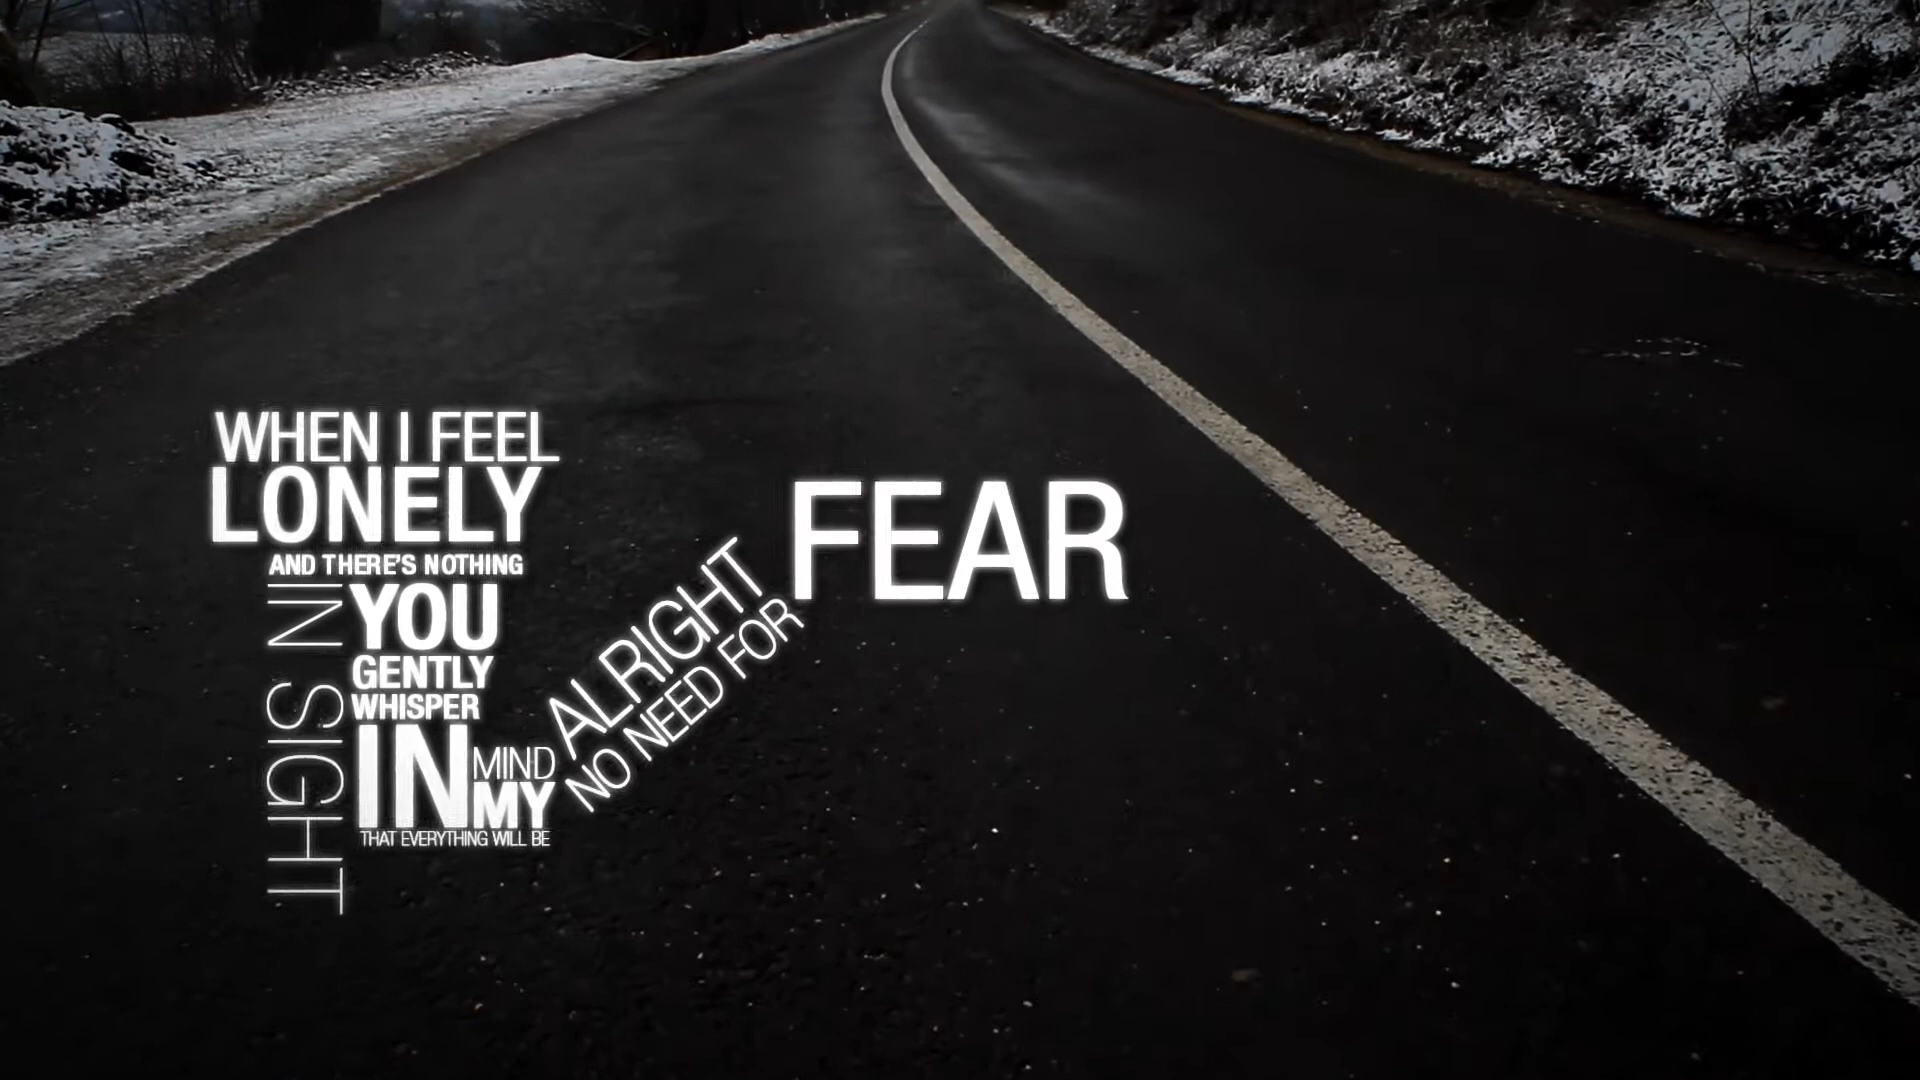 WHEN I FEEL
LONELY
AND THERE'S NOTHING
IN SIGHT
YOU
GENTLY
WHISPER
IN
MY
MIND
THAT EVERYTHING WILL BE
ALRIGHT
NO NEED FOR
FEAR